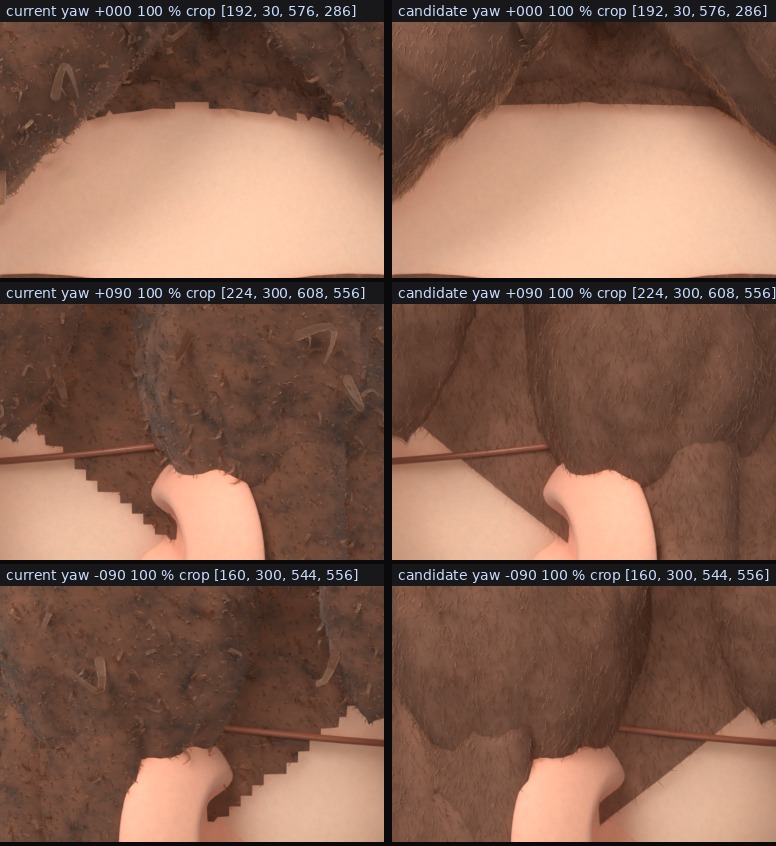 current yaw +000 100 % crop [192, 30, 576, 286]
candidate yaw +000 100 % crop [192, 30, 576, 286]
current yaw +090 100 % crop [224, 300, 608, 556]
candidate yaw +090 100 % crop [224, 300, 608, 556]
current yaw -090 100 % crop [160, 300, 544, 556]
candidate yaw -090 100 % crop [160, 300, 544, 556]